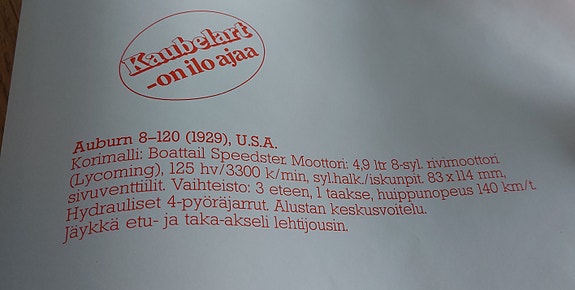 Kaubelart
-on ilo ajaa
Auburn 8–120 (1929), U.S.A.
Korimalli: Boattail Speedster. Moottori: 4,9 ltr 8-syl. rivimoottori
(Lycoming), 125 hv/3300 k/min, syl.halk./iskunpit. 83 x 114 mm,
sivuventtiilit. Vaihteisto: 3 eteen, 1 taakse, huippunopeus 140 km/t.
Hydrauliset 4-pyöräjarrut. Alustan keskusvoitelu.
Jäykkä etu- ja taka-akseli lehtijousin.